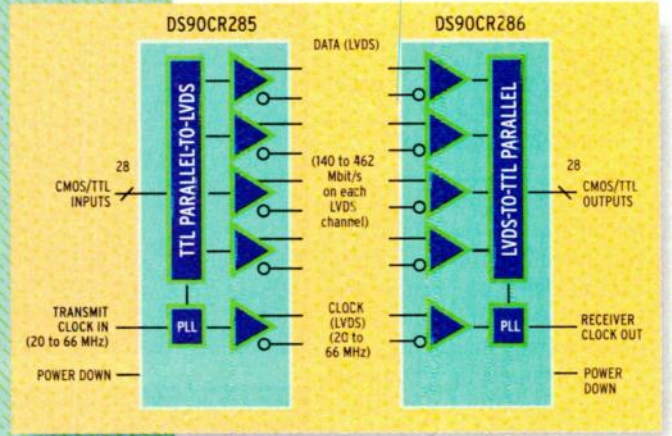 DS90CR285
DS90CR286
DATA (LVDS)
TTL PARALLEL-TO-LVDS
LVDS-TO-TTL PARALLEL
28
CMOS/TTL
INPUTS
(140 to 462
Mbit/s
on each
LVDS
channel)
28
CMOS/TTL
OUTPUTS
TRANSMIT
CLOCK IN
(20 to 66 MHz)
PLL
CLOCK
(LVDS)
(20 to
66 MHz)
PLL
RECEIVER
CLOCK OUT
POWER DOWN
POWER
DOWN